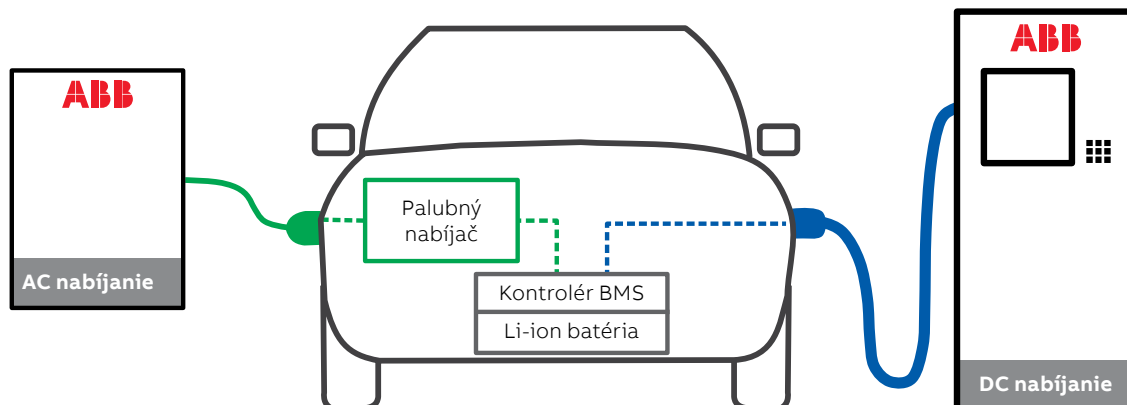 ABB
AC nabíjanie
Palubný
nabíjač
Kontrolér BMS
Li-ion batéria
ABB
DC nabíjanie